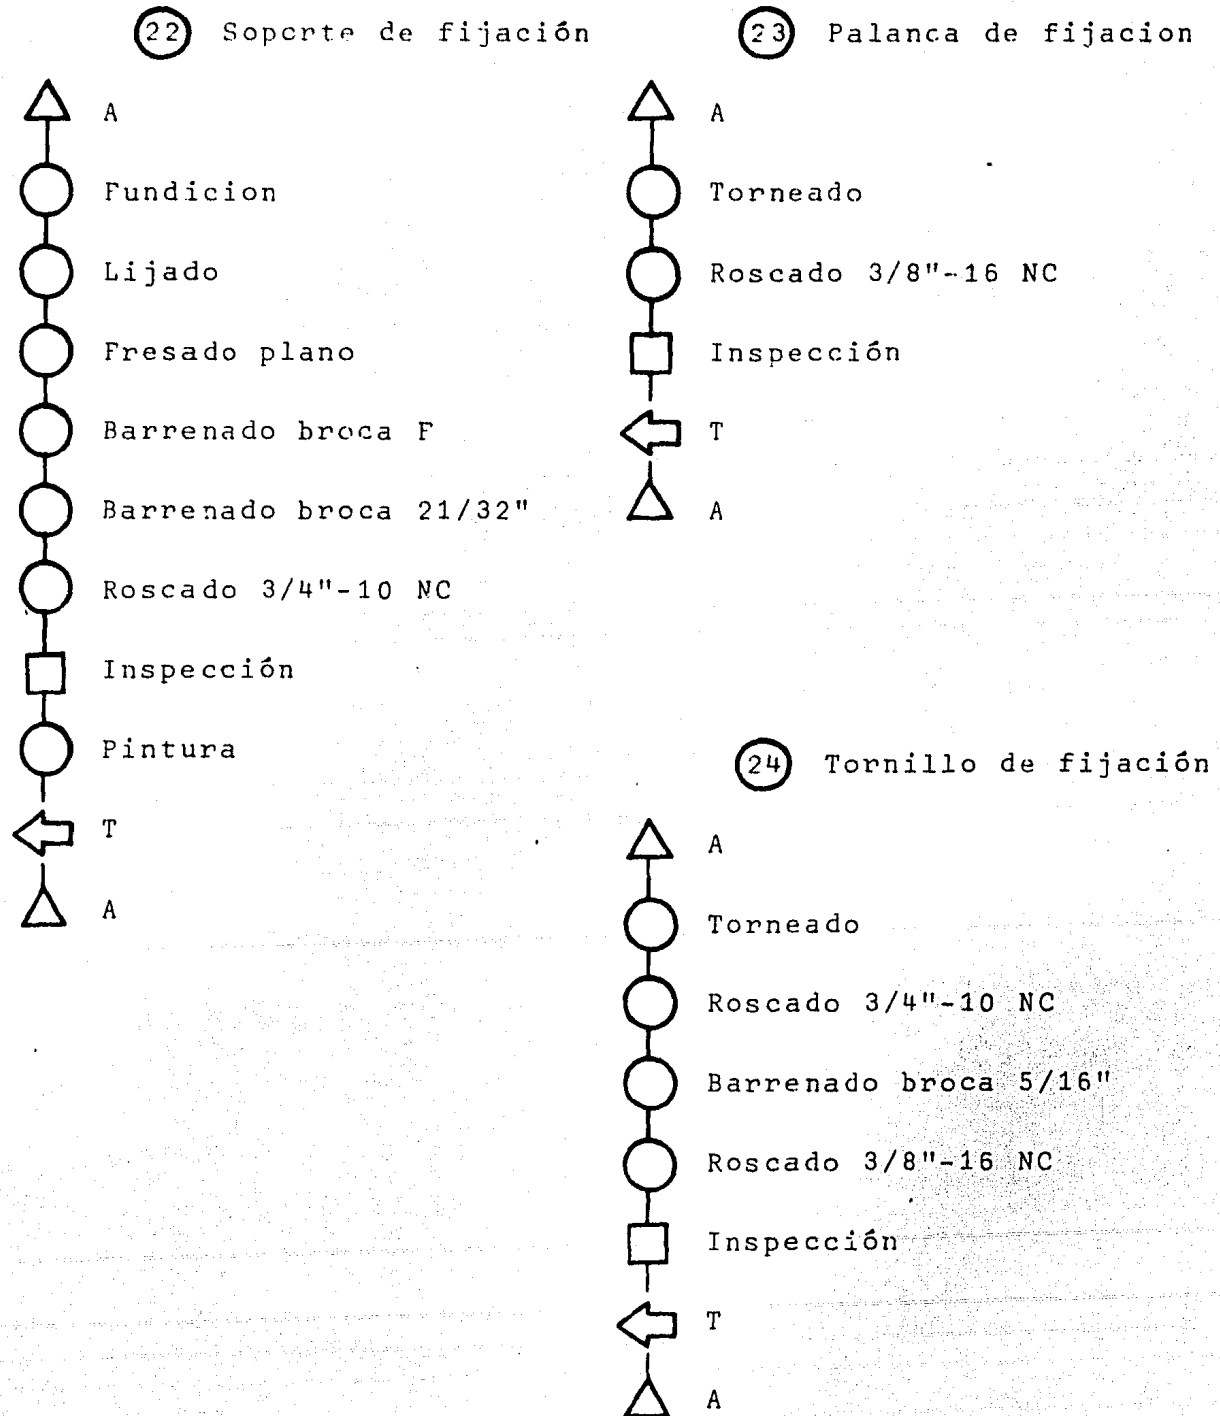 22 Soporte de fijación
A
Fundicion
Lijado
Fresado plano
Barrenado broca F
Barrenado broca 21/32"
Roscado 3/4"-10 NC
Inspección
Pintura
T
A
23 Palanca de fijacion
A
Torneado
Roscado 3/8"-16 NC
Inspección
T
A
24 Tornillo de fijación
A
Torneado
Roscado 3/4"-10 NC
Barrenado broca 5/16"
Roscado 3/8"-16 NC
Inspección
T
A